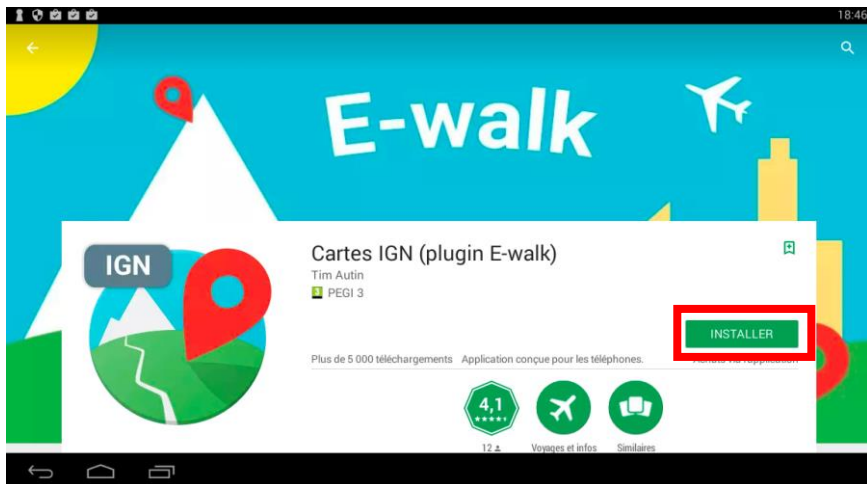 18:46
E-walk
IGN
Cartes IGN (plugin E-walk)
Tim Autin
3 PEGI 3
INSTALLER
Plus de 5 000 téléchargements Application conçue pour les téléphones.
4,1
12
Voyages et infos
Similaires